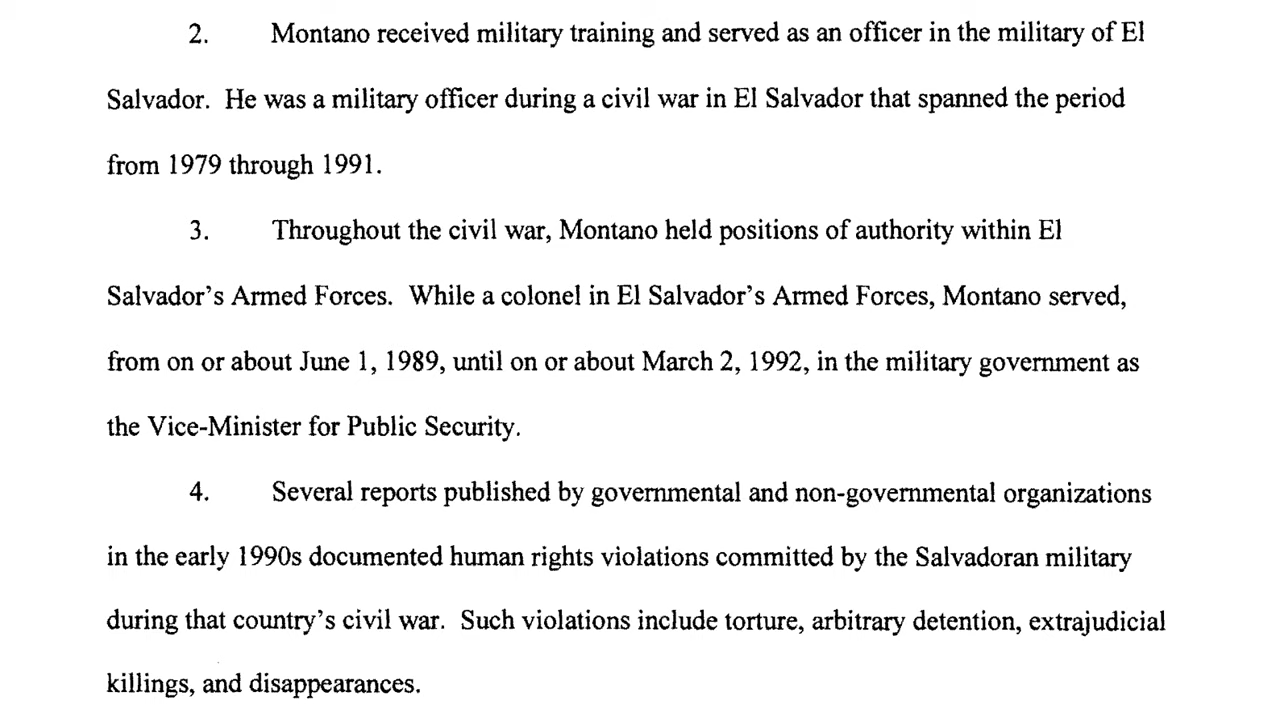 2. Montano received military training and served as an officer in the military of El
Salvador. He was a military officer during a civil war in El Salvador that spanned the period
from 1979 through 1991.
3. Throughout the civil war, Montano held positions of authority within El
Salvador’s Armed Forces. While a colonel in El Salvador’s Armed Forces, Montano served,
from on or about June 1, 1989, until on or about March 2, 1992, in the military government as
the Vice-Minister for Public Security.
4. Several reports published by governmental and non-governmental organizations
in the early 1990s documented human rights violations committed by the Salvadoran military
during that country’s civil war. Such violations include torture, arbitrary detention, extrajudicial
killings, and disappearances.